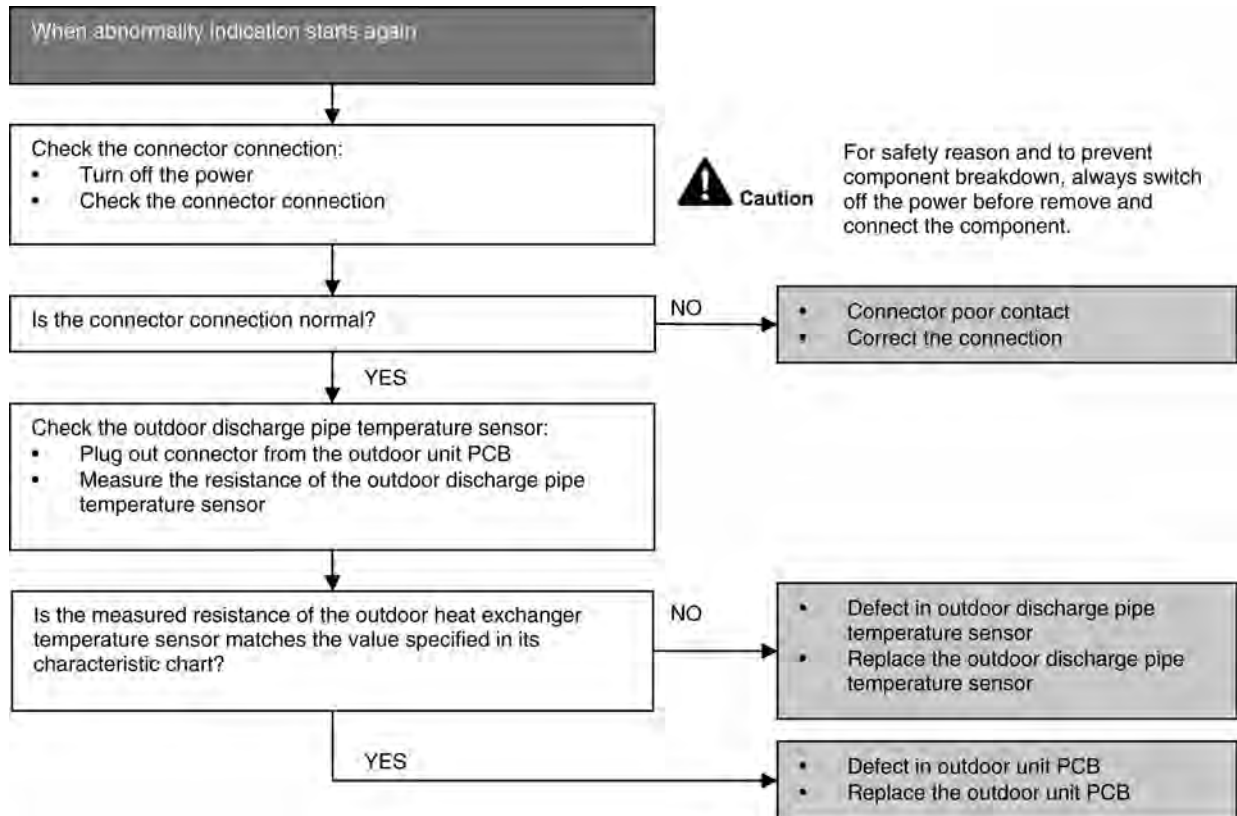 When abnormality indication starts again
Check the connector connection:
• Turn off the power
• Check the connector connection
Caution
For safety reason and to prevent
component breakdown, always switch
off the power before remove and
connect the component.
Is the connector connection normal?
NO
• Connector poor contact
• Correct the connection
YES
Check the outdoor discharge pipe temperature sensor:
• Plug out connector from the outdoor unit PCB
• Measure the resistance of the outdoor discharge pipe
temperature sensor
Is the measured resistance of the outdoor heat exchanger
temperature sensor matches the value specified in its
characteristic chart?
NO
• Defect in outdoor discharge pipe
temperature sensor
• Replace the outdoor discharge pipe
temperature sensor
YES
• Defect in outdoor unit PCB
• Replace the outdoor unit PCB